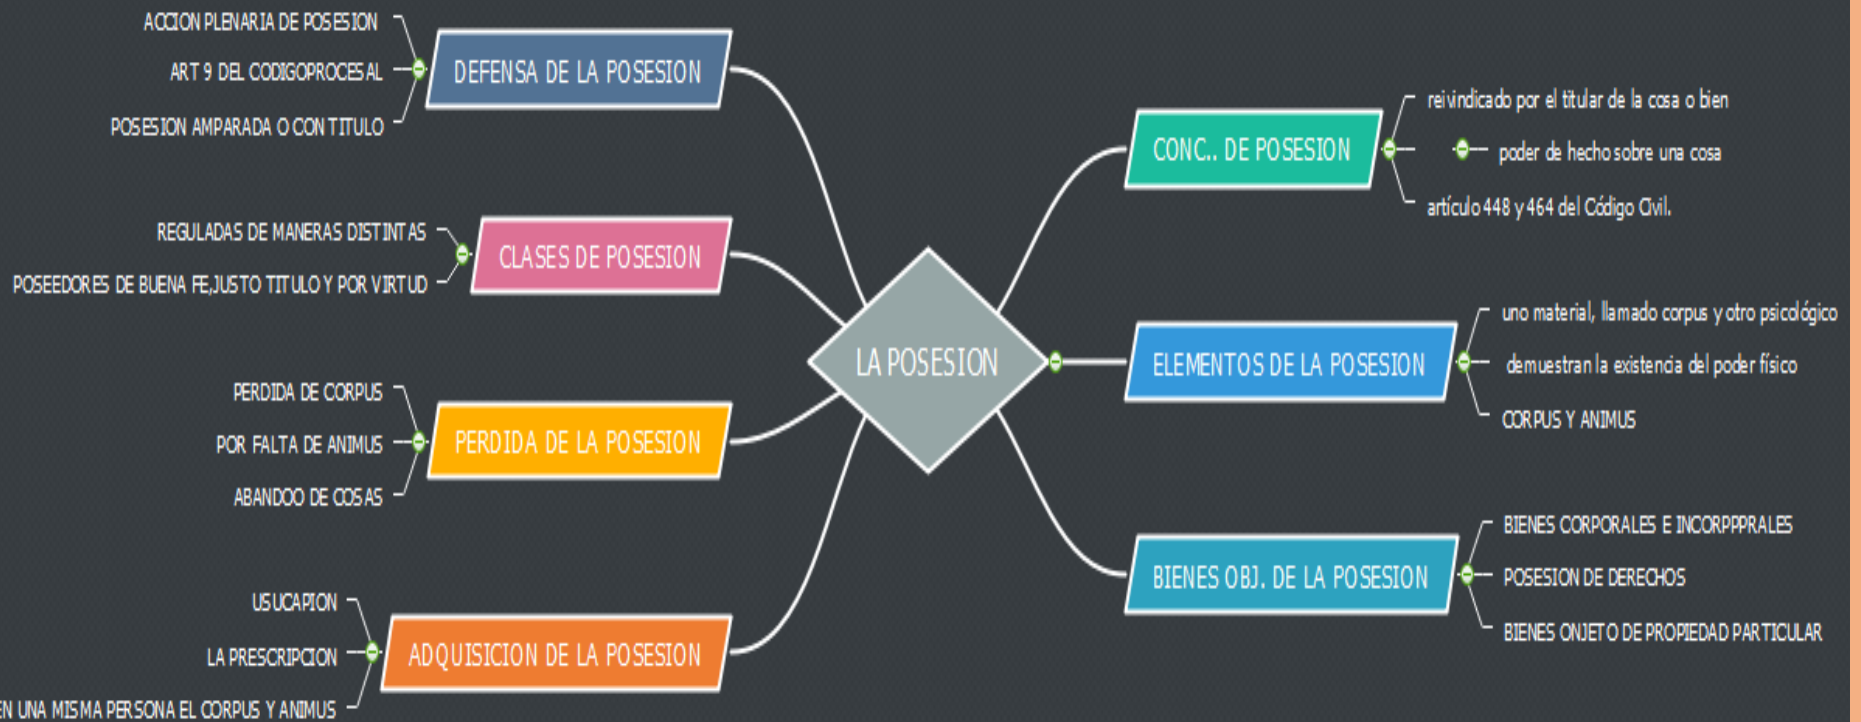 ACCION PLENARIA DE POSESION
ART 9 DEL CODIGOPROCESAL
POSESION AMPARADA O CON TITULO
DEFENSA DE LA POSESION
REGULADAS DE MANERAS DISTINTAS
POSEEDORES DE BUENA FE,JUSTO TITULO Y POR VIRTUD
CLASES DE POSESION
PERDIDA DE CORPUS
POR FALTA DE ANIMUS
ABANDOO DE COSAS
PERDIDA DE LA POSESION
USUCAPION
LA PRESCRIPCION
EN UNA MISMA PERSONA EL CORPUS Y ANIMUS
ADQUISICION DE LA POSESION
LA POSESION
CONC.. DE POSESION
reivindicado por el titular de la cosa o bien
poder de hecho sobre una cosa
artículo 448 y 464 del Código Civil.
ELEMENTOS DE LA POSESION
uno material, llamado corpus y otro psicológico
demuestran la existencia del poder físico
CORPUS Y ANIMUS
BIENES OBJ. DE LA POSESION
BIENES CORPORALES E INCORPPPRALES
POSESION DE DERECHOS
BIENES ONJETO DE PROPIEDAD PARTICULAR